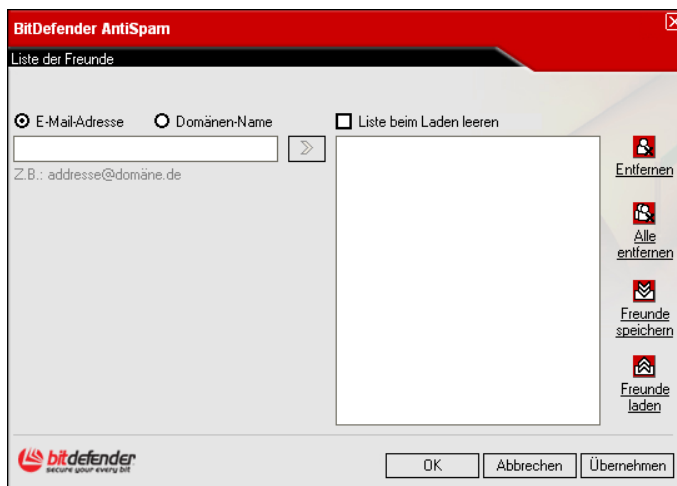 BitDefender AntiSpam
Liste der Freunde
E-Mail-Adresse
Domänen-Name
Liste beim Laden leeren
Z.B.: addresse@domäne.de
Entfernen
Alle
entfernen
Freunde
speichern
Freunde
laden
bitdefender
secure your every bit
OK
Abbrechen
Übernehmen